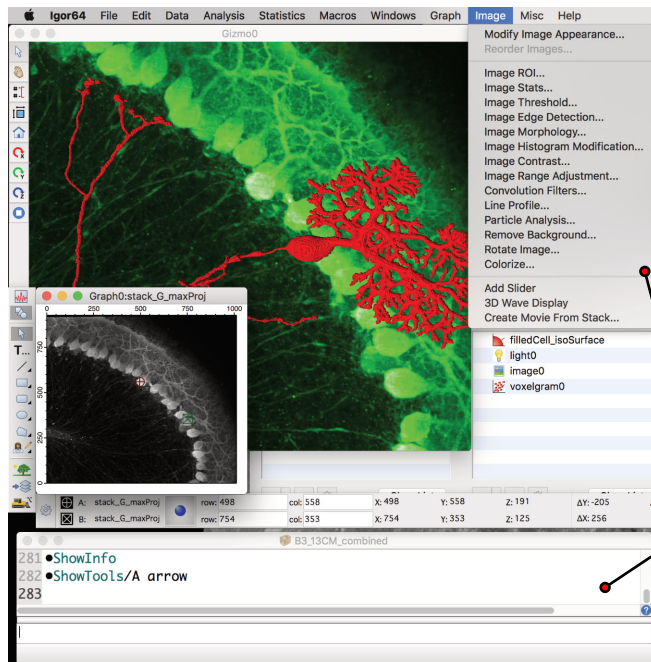 Igor64 File Edit Data Analysis Statistics Macros Windows Graph Image Misc Help
Gizmo0
Modify Image Appearance...
Reorder Images...
Image ROI...
Image Stats...
Image Threshold...
Image Edge Detection...
Image Morphology...
Image Histogram Modification...
Image Contrast...
Image Range Adjustment...
Convolution Filters...
Line Profile...
Particle Analysis...
Remove Background...
Rotate Image...
Colorize...
Add Slider
3D Wave Display
Create Movie From Stack...
filledCell_isoSurface
light0
image0
voxelgram0
X
Y
Z
Graph0:stack_G_maxProj
0 250 500 750 1000
750
500
250
0
T...
A: stack_G_maxProj row: 498 col: 558 X: 498 Y: 558 Z: 191 ΔY: -205
B: stack_G_maxProj row: 754 col: 353 X: 754 Y: 353 Z: 125 ΔX: 256
B3_13CM_combined
281 •ShowInfo
282 •ShowTools/A arrow
283
?